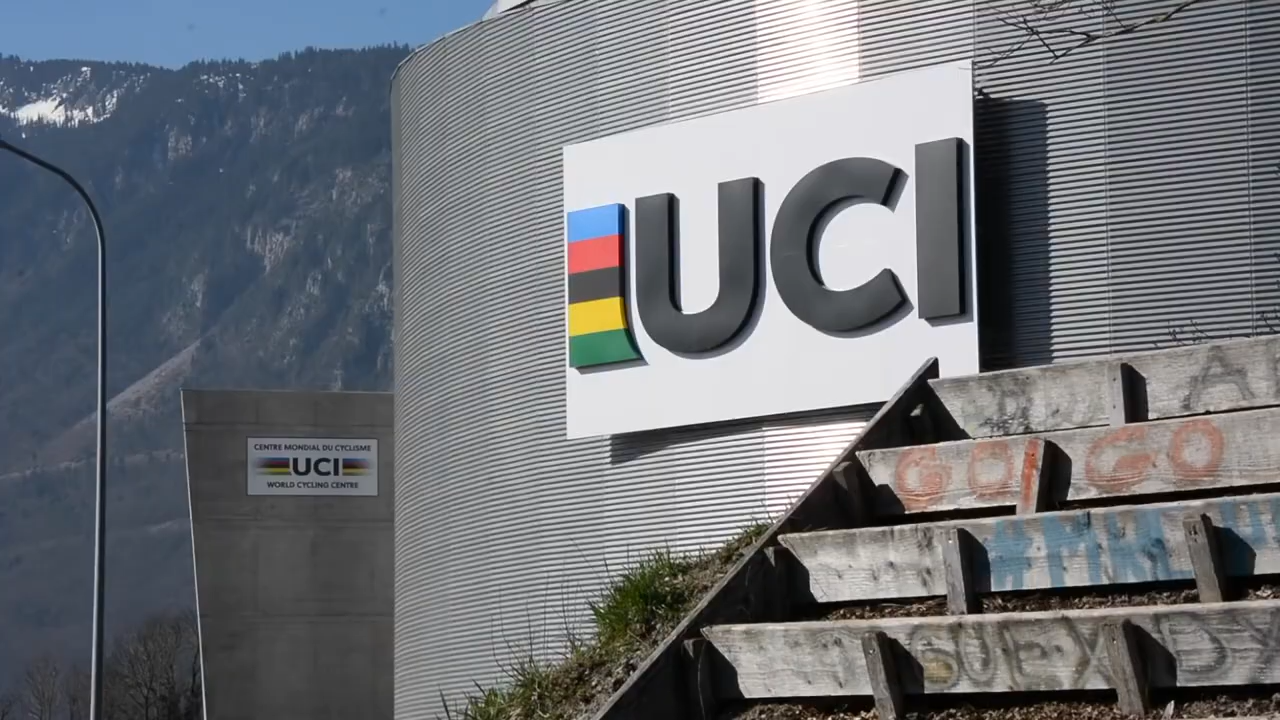 UCI
CENTRE MONDIAL DU CYCLISME
UCI
WORLD CYCLING CENTRE
GO! GO